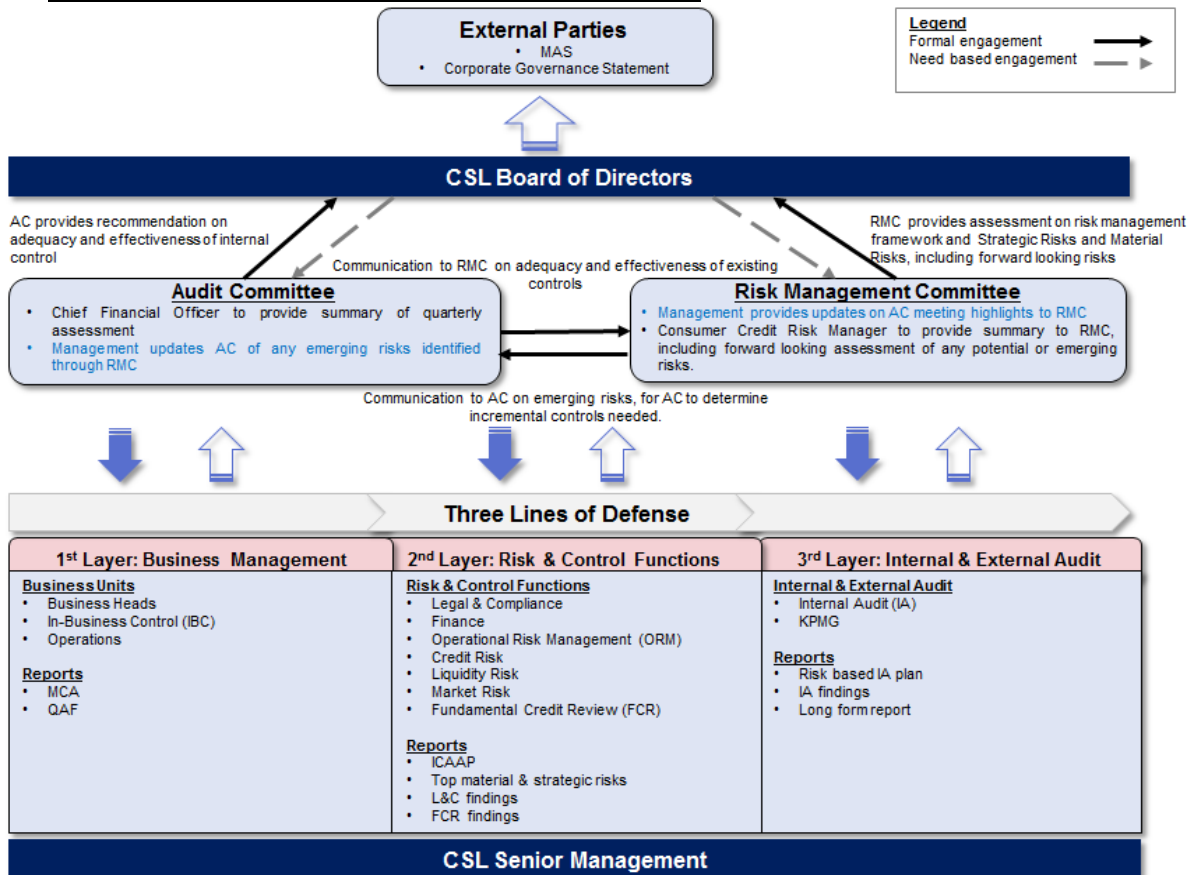 External Parties
• MAS
• Corporate Governance Statement
Legend
Formal engagement
Need based engagement
CSL Board of Directors
AC provides recommendation on
adequacy and effectiveness of internal
control
RMC provides assessment on risk management
framework and Strategic Risks and Material
Risks, including forward looking risks
Communication to RMC on adequacy and effectiveness of existing
controls
Audit Committee
• Chief Financial Officer to provide summary of quarterly
assessment
• Management updates AC of any emerging risks identified
through RMC
Risk Management Committee
• Management provides updates on AC meeting highlights to RMC
• Consumer Credit Risk Manager to provide summary to RMC,
including forward looking assessment of any potential or emerging
risks.
Communication to AC on emerging risks, for AC to determine
incremental controls needed.
Three Lines of Defense
1st Layer: Business Management
Business Units
• Business Heads
• In-Business Control (IBC)
• Operations
Reports
• MCA
• QAF
2nd Layer: Risk & Control Functions
Risk & Control Functions
• Legal & Compliance
• Finance
• Operational Risk Management (ORM)
• Credit Risk
• Liquidity Risk
• Market Risk
• Fundamental Credit Review (FCR)
Reports
• ICAAP
• Top material & strategic risks
• L&C findings
• FCR findings
3rd Layer: Internal & External Audit
Internal & External Audit
• Internal Audit (IA)
• KPMG
Reports
• Risk based IA plan
• IA findings
• Long form report
CSL Senior Management